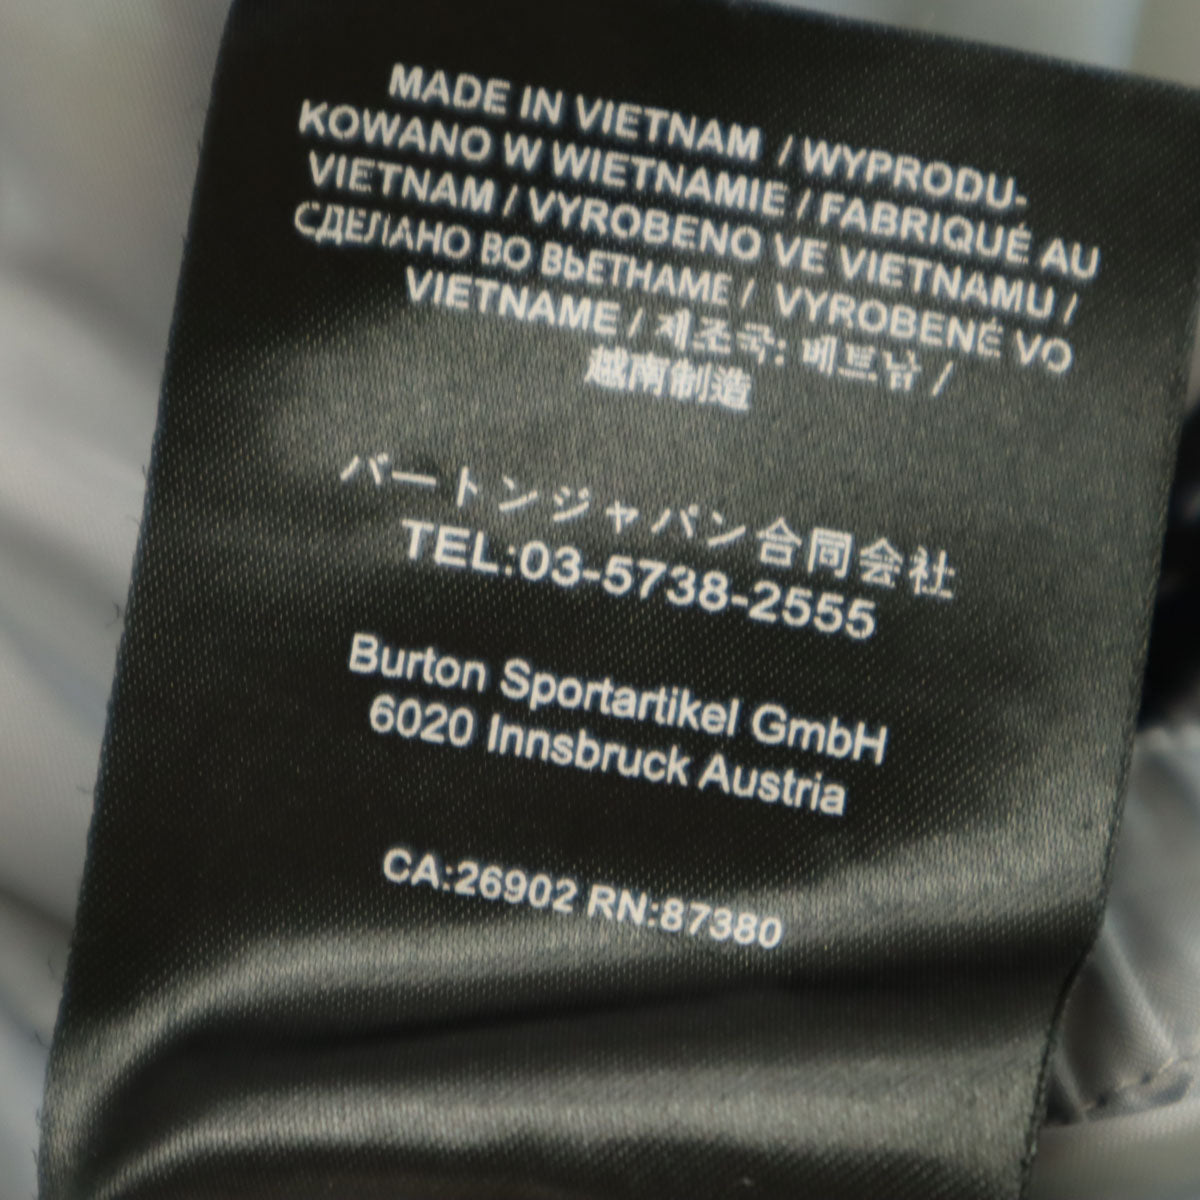 MADE IN VIETNAM / WYPRODU-
KOWANO W WIETNAMIE / FABRIQUÉ AU
VIETNAM / VYROBENO VE VIETNAMU /
СДЕЛАНО ВО ВЬЕТНАМЕ / VYROBENÉ VO
VIETNAME / 제조국: 베트남 /
越南制造
バートンジャパン合同会社
TEL:03-5738-2555
Burton Sportartikel GmbH
6020 Innsbruck Austria
CA:26902 RN:87380